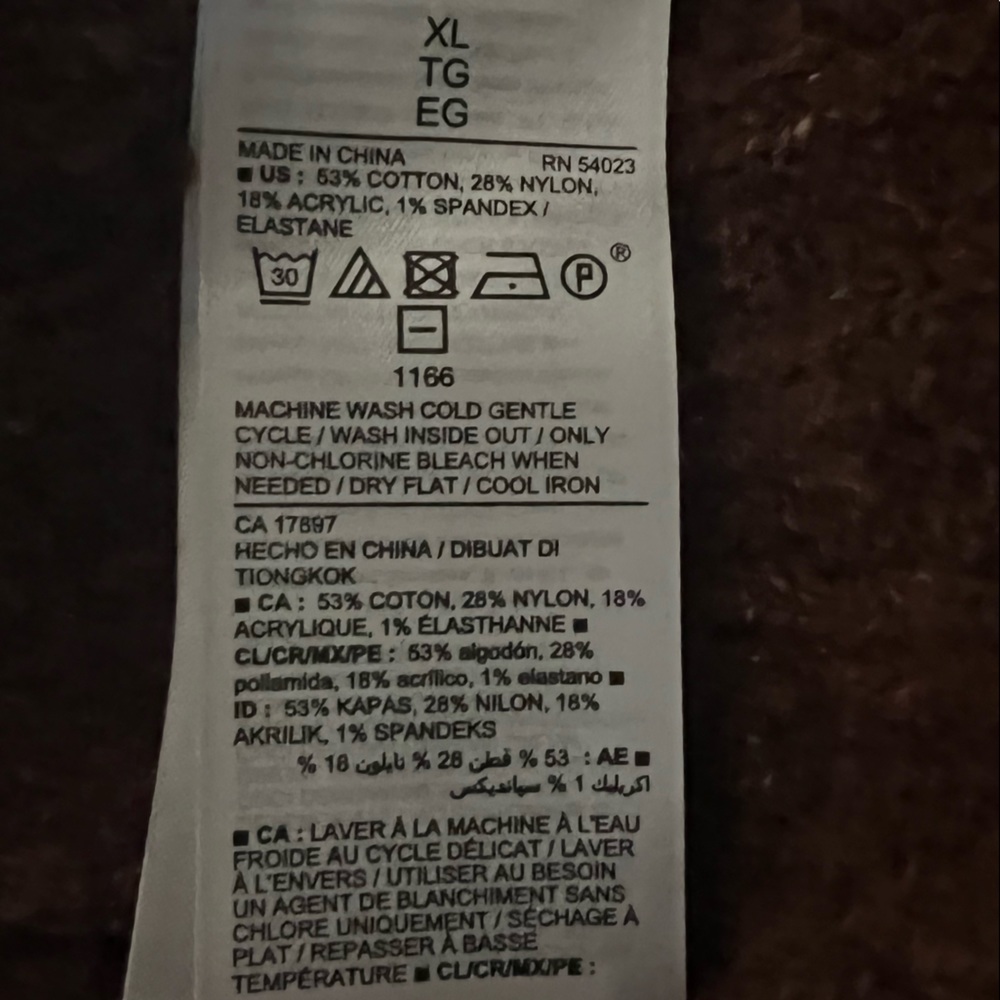 XL
TG
EG
MADE IN CHINA RN 54023
■ US : 53% COTTON, 28% NYLON,
18% ACRYLIC, 1% SPANDEX /
ELASTANE
30 P ®
1166
MACHINE WASH COLD GENTLE
CYCLE / WASH INSIDE OUT / ONLY
NON-CHLORINE BLEACH WHEN
NEEDED / DRY FLAT / COOL IRON
CA 17897
HECHO EN CHINA / DIBUAT DI
TIONGKOK
■ CA : 53% COTON, 28% NYLON, 18%
ACRYLIQUE, 1% ÉLASTHANNE ■
CL/CR/MX/PE : 53% algodón, 28%
poliamida, 18% acrílico, 1% elastano ■
ID : 53% KAPAS, 28% NILON, 18%
AKRILIK, 1% SPANDEKS
■ AE : 53 % قطن 28 % نايلون 18 %
اكريليك 1 % سبانديكس
■ CA : LAVER À LA MACHINE À L'EAU
FROIDE AU CYCLE DÉLICAT / LAVER
À L'ENVERS / UTILISER AU BESOIN
UN AGENT DE BLANCHIMENT SANS
CHLORE UNIQUEMENT / SÉCHAGE À
PLAT / REPASSER À BASSE
TEMPÉRATURE ■ CL/CR/MX/PE :